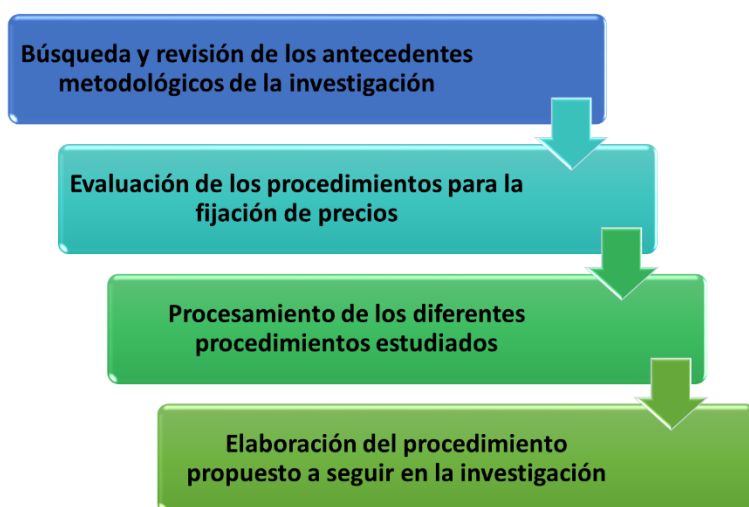 Búsqueda y revisión de los antecedentes
metodológicos de la investigación
Evaluación de los procedimientos para la
fijación de precios
Procesamiento de los diferentes
procedimientos estudiados
Elaboración del procedimiento
propuesto a seguir en la investigación